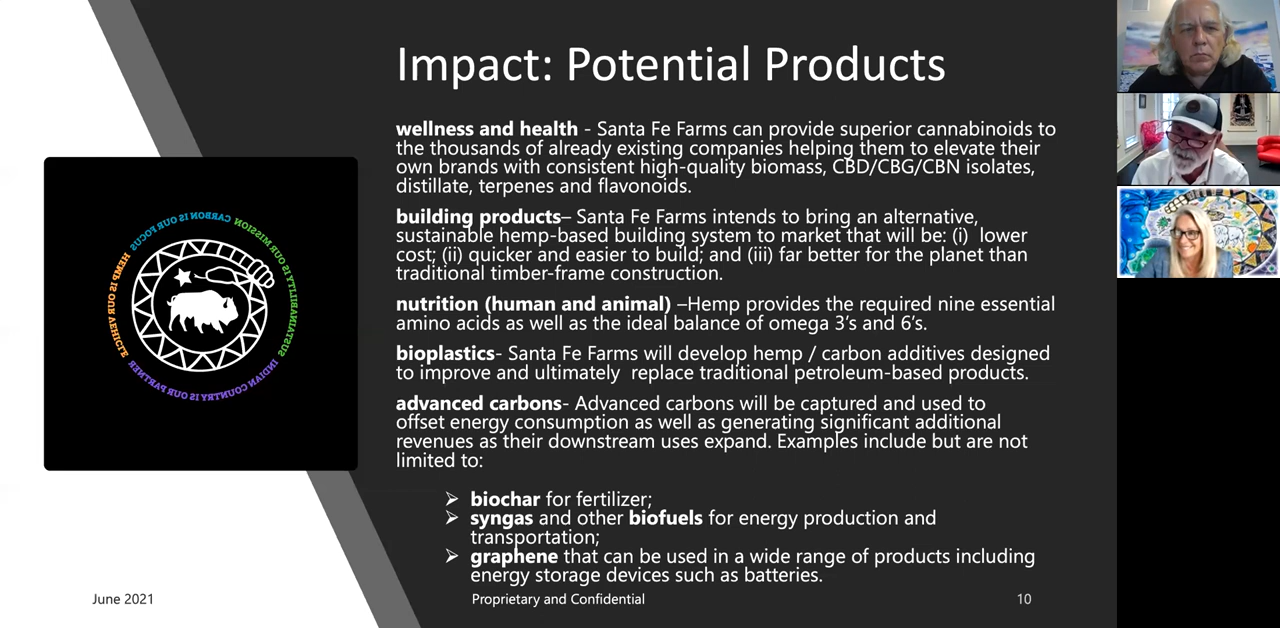 Impact: Potential Products
wellness and health - Santa Fe Farms can provide superior cannabinoids to
the thousands of already existing companies helping them to elevate their
own brands with consistent high-quality biomass, CBD/CBG/CBN isolates,
distillate, terpenes and flavonoids.
building products– Santa Fe Farms intends to bring an alternative,
sustainable hemp-based building system to market that will be: (i)  lower
cost; (ii) quicker and easier to build; and (iii) far better for the planet than
traditional timber-frame construction.
nutrition (human and animal) –Hemp provides the required nine essential
amino acids as well as the ideal balance of omega 3’s and 6’s.
bioplastics- Santa Fe Farms will develop hemp / carbon additives designed
to improve and ultimately  replace traditional petroleum-based products.
advanced carbons- Advanced carbons will be captured and used to
offset energy consumption as well as generating significant additional
revenues as their downstream uses expand. Examples include but are not
limited to:
biochar for fertilizer;
syngas and other biofuels for energy production and
transportation;
graphene that can be used in a wide range of products including
energy storage devices such as batteries.
CARBON IS OUR FOCUS
HEMP IS OUR VEHICLE
INDIAN COUNTRY IS OUR PARTNER
SUSTAINABILITY IS OUR MISSION
June 2021
Proprietary and Confidential
10